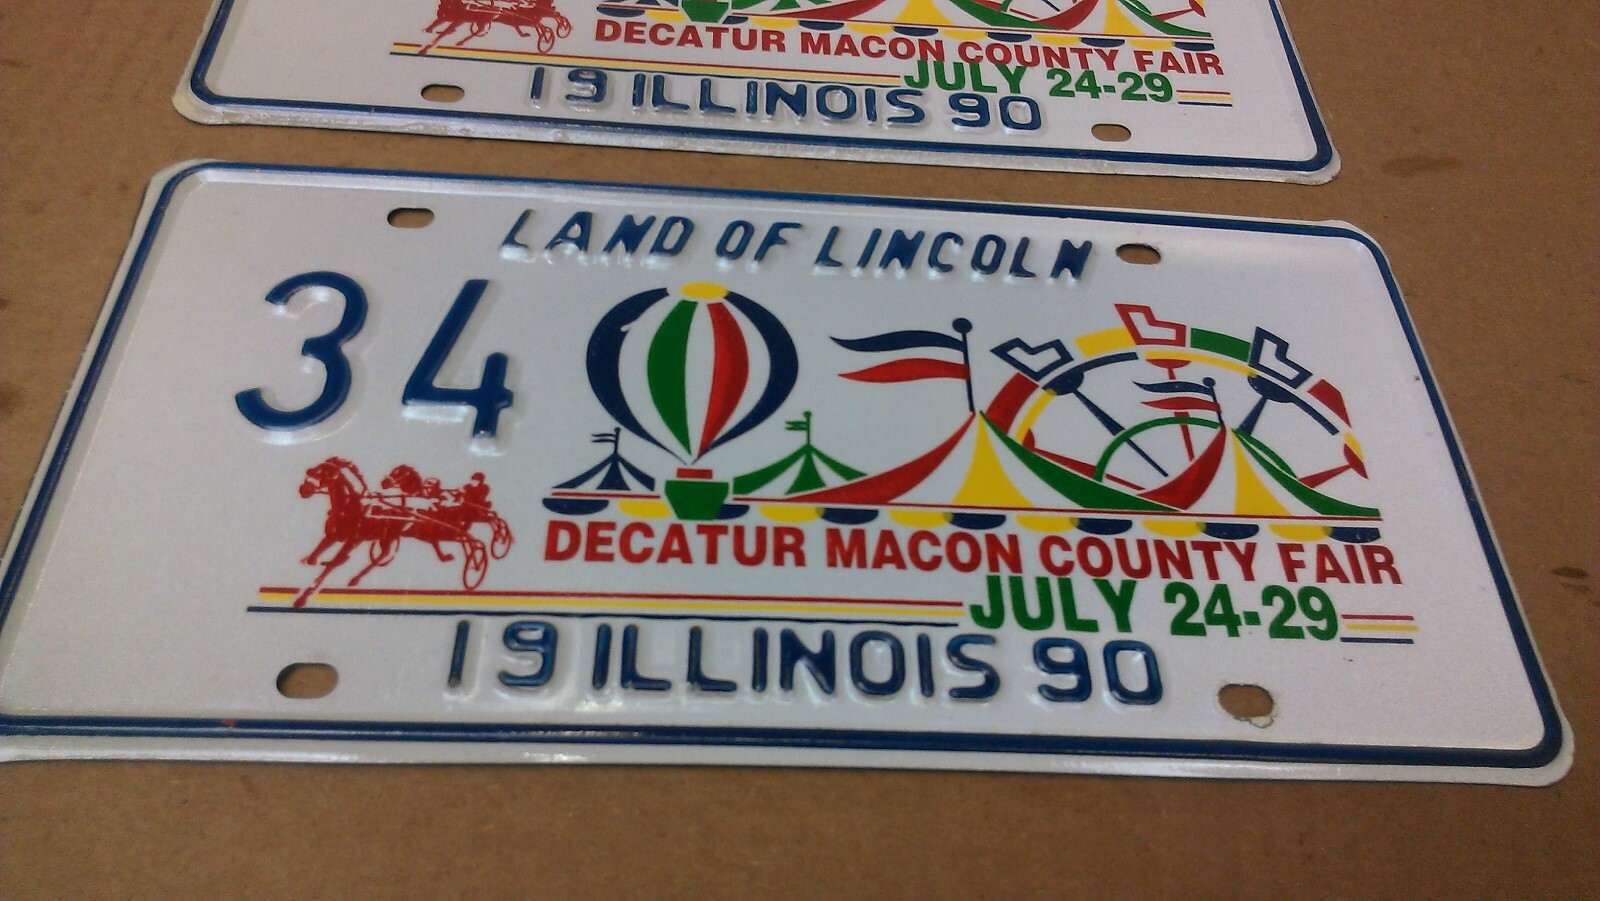 DECATUR MACON COUNTY FAIR
JULY 24-29
19 ILLINOIS 90
LAND OF LINCOLN
34
DECATUR MACON COUNTY FAIR
JULY 24-29
19 ILLINOIS 90